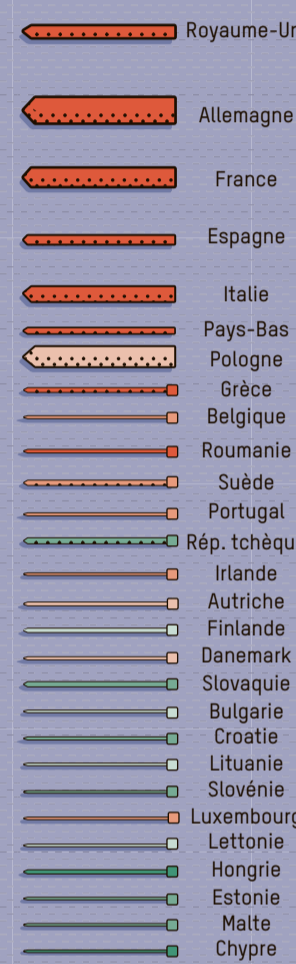 Royaume-Un
Allemagne
France
Espagne
Italie
Pays-Bas
Pologne
Grèce
Belgique
Roumanie
Suède
Portugal
Rép. tchèqu
Irlande
Autriche
Finlande
Danemark
Slovaquie
Bulgarie
Croatie
Lituanie
Slovénie
Luxembourg
Lettonie
Hongrie
Estonie
Malte
Chypre